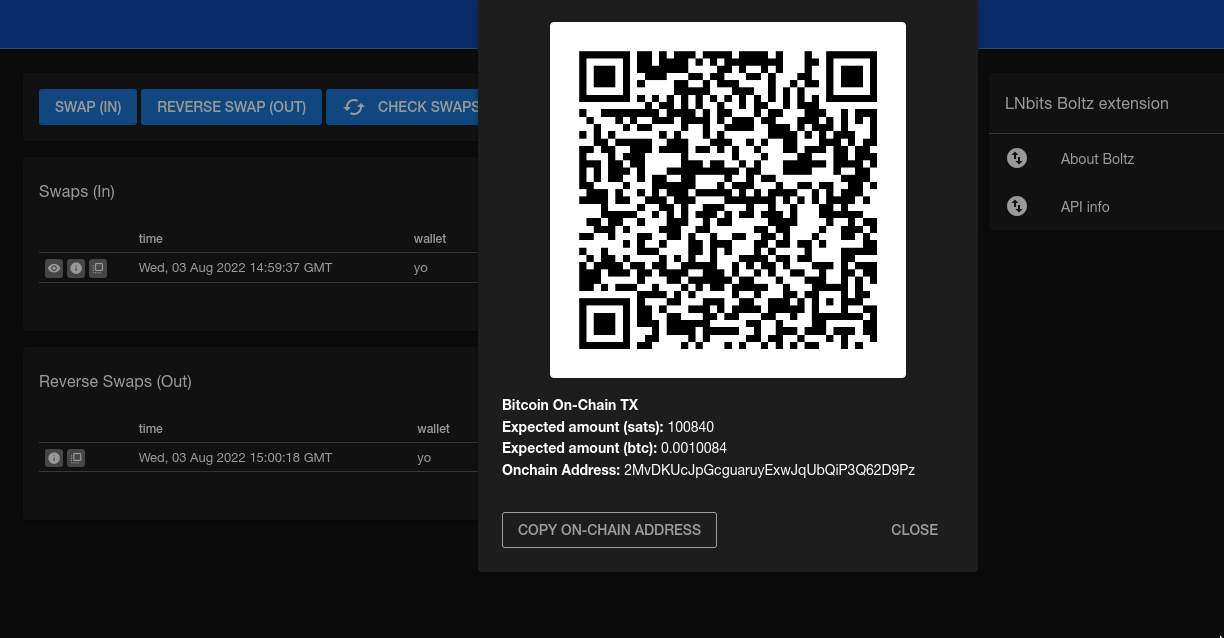 SWAP (IN) REVERSE SWAP (OUT) CHECK SWAPS
LNbits Boltz extension
About Boltz
API info
Swaps (In)
time wallet
Wed, 03 Aug 2022 14:59:37 GMT yo
Reverse Swaps (Out)
time wallet
Wed, 03 Aug 2022 15:00:18 GMT yo
Bitcoin On-Chain TX
Expected amount (sats): 100840
Expected amount (btc): 0.0010084
Onchain Address: 2MvDKUcJpGcguaruyExwJqUbQiP3Q62D9Pz
COPY ON-CHAIN ADDRESS CLOSE